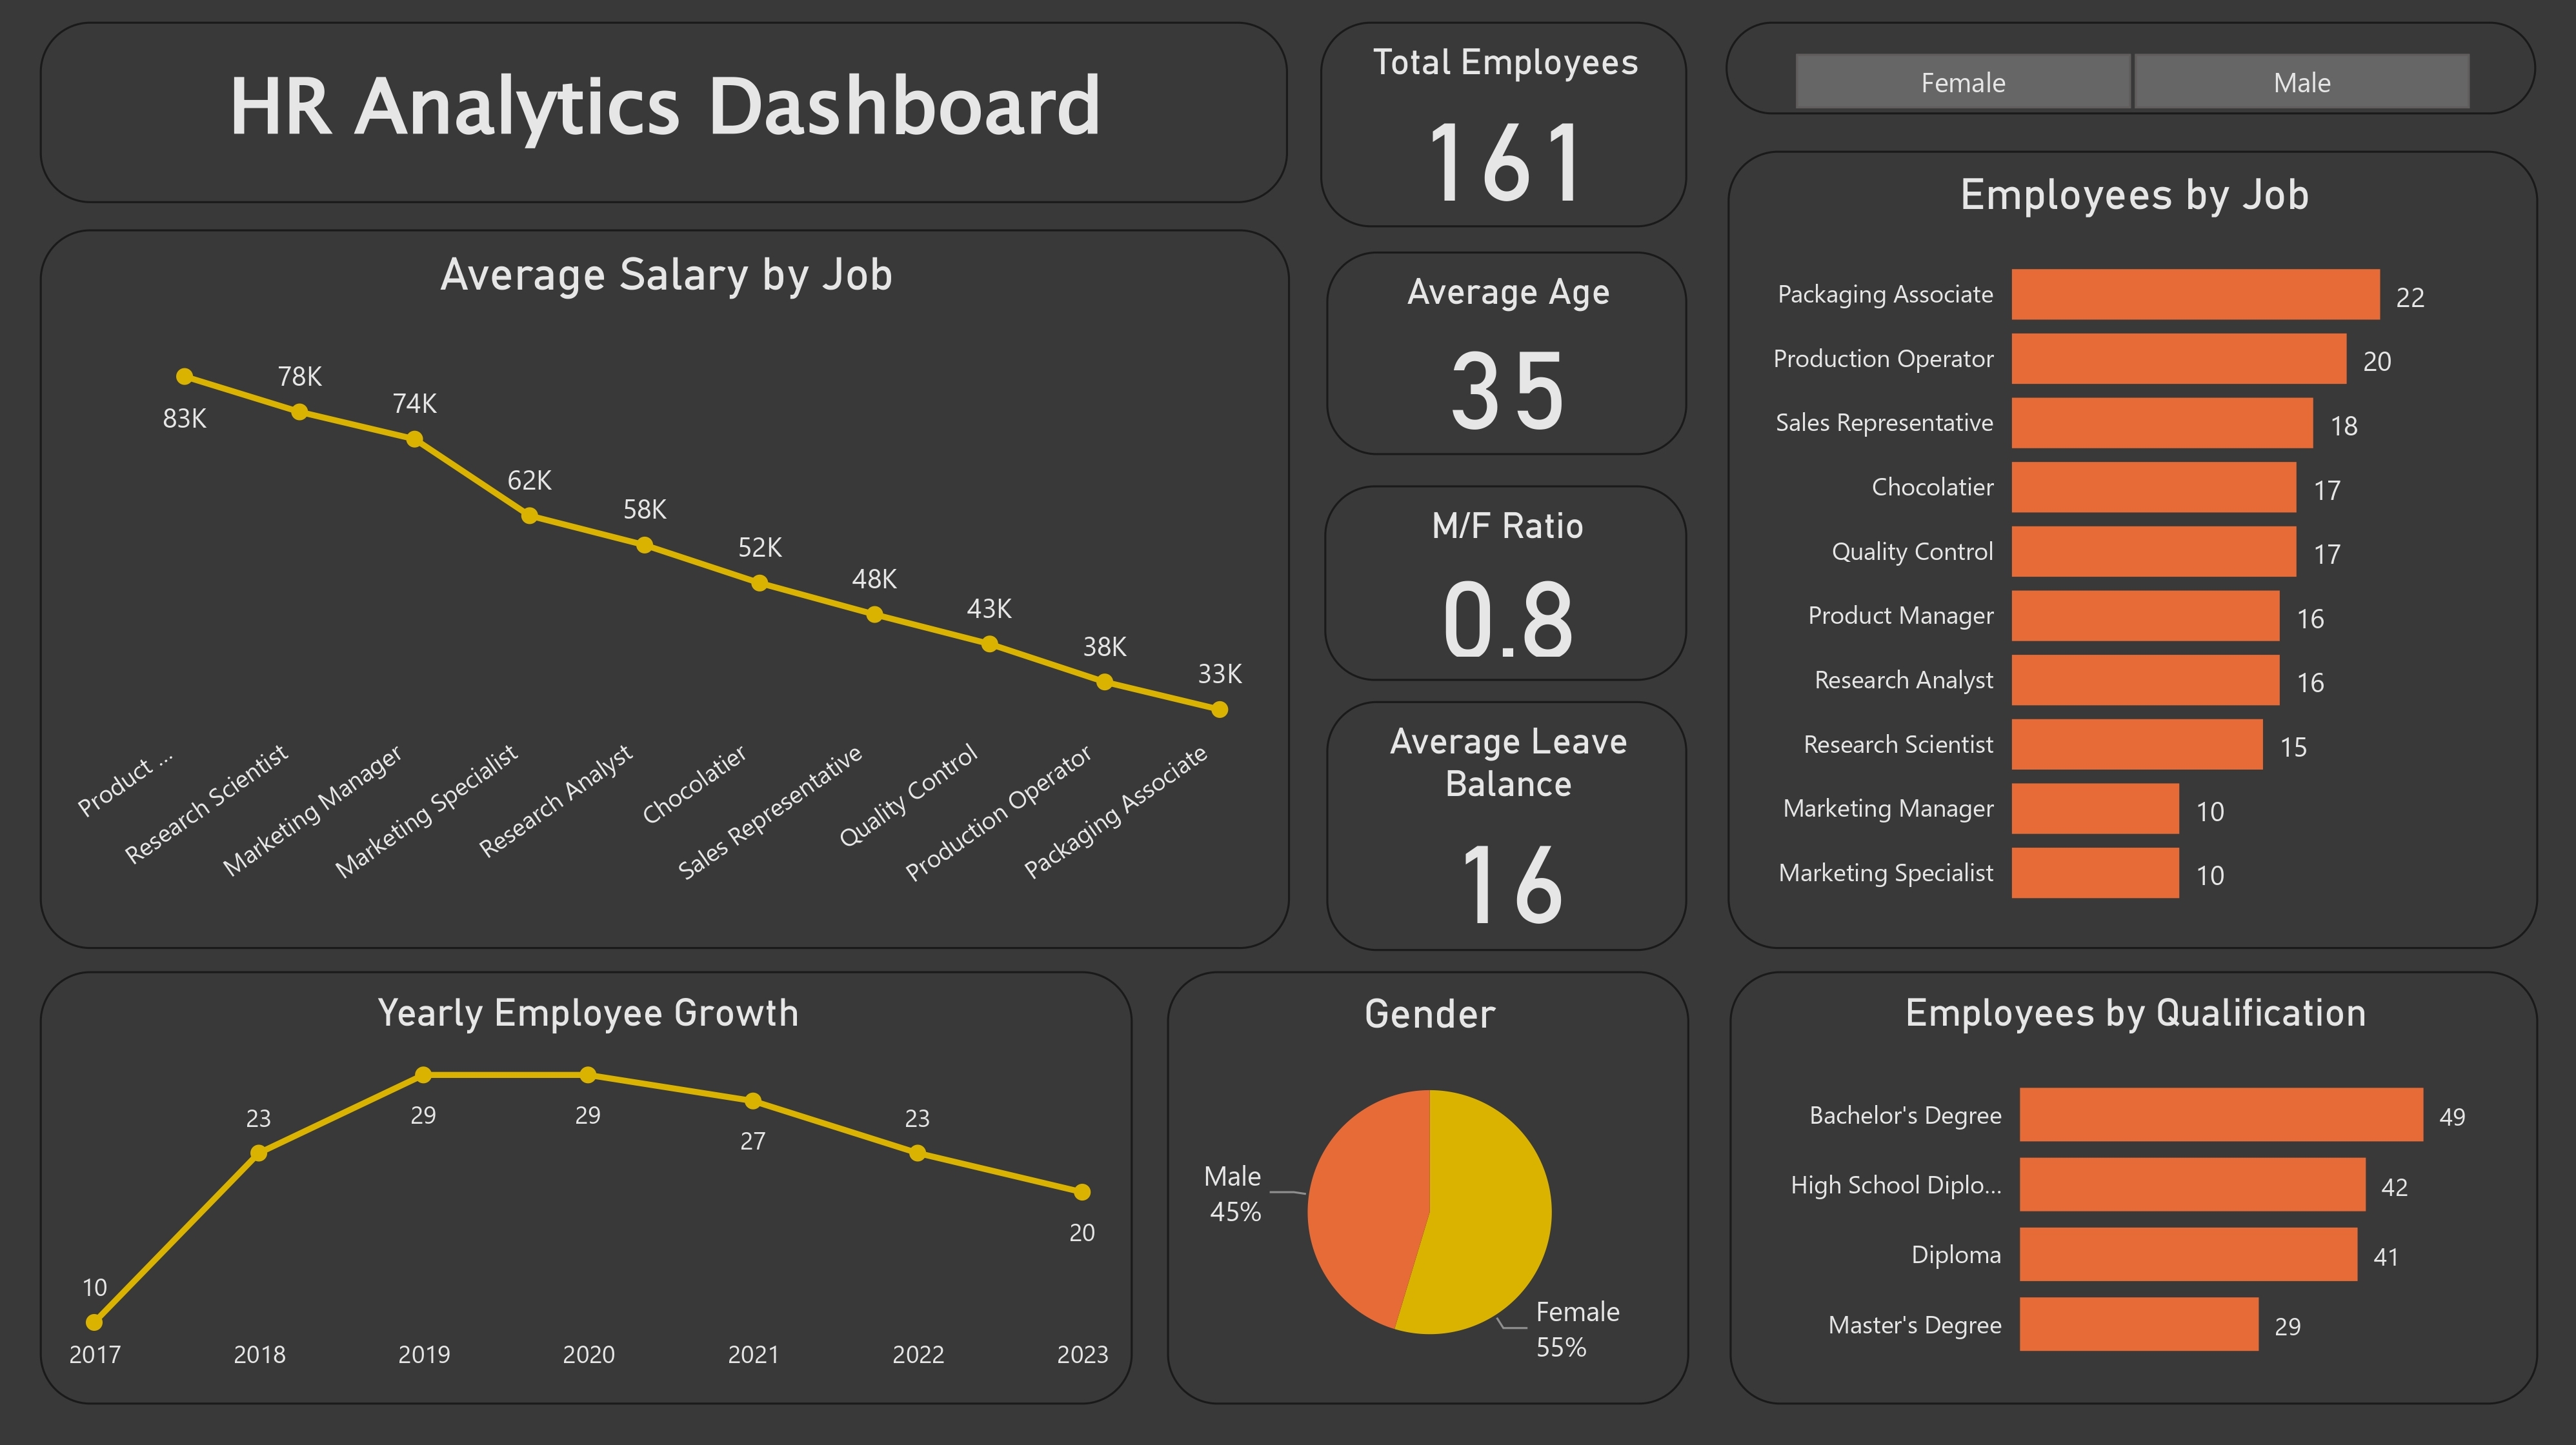 HR Analytics Dashboard
Total Employees
161
Female
Male
Average Salary by Job
83K
78K
74K
62K
58K
52K
48K
43K
38K
33K
Product ...
Research Scientist
Marketing Manager
Marketing Specialist
Research Analyst
Chocolatier
Sales Representative
Quality Control
Production Operator
Packaging Associate
Average Age
35
M/F Ratio
0.8
Average Leave
Balance
16
Employees by Job
Packaging Associate 22
Production Operator 20
Sales Representative 18
Chocolatier 17
Quality Control 17
Product Manager 16
Research Analyst 16
Research Scientist 15
Marketing Manager 10
Marketing Specialist 10
Yearly Employee Growth
10
23
29
29
27
23
20
2017 2018 2019 2020 2021 2022 2023
Gender
Male
45%
Female
55%
Employees by Qualification
Bachelor's Degree 49
High School Diplo... 42
Diploma 41
Master's Degree 29